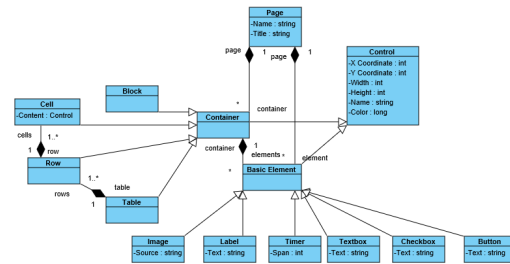 Page
-Name : string
-Title : string
page 1 page 1
Control
-X Coordinate : int
-Y Coordinate : int
-Width : int
-Height : int
-Name : string
-Color : long
Block
Cell
-Content : Control
* container
Container
cells 1..*
1 row
container 1
elements *
element
Row
* Basic Element
rows 1..* table
1
Table
Image
-Source : string
Label
-Text : string
Timer
-Span : int
Textbox
-Text : string
Checkbox
-Text : string
Button
-Text : string